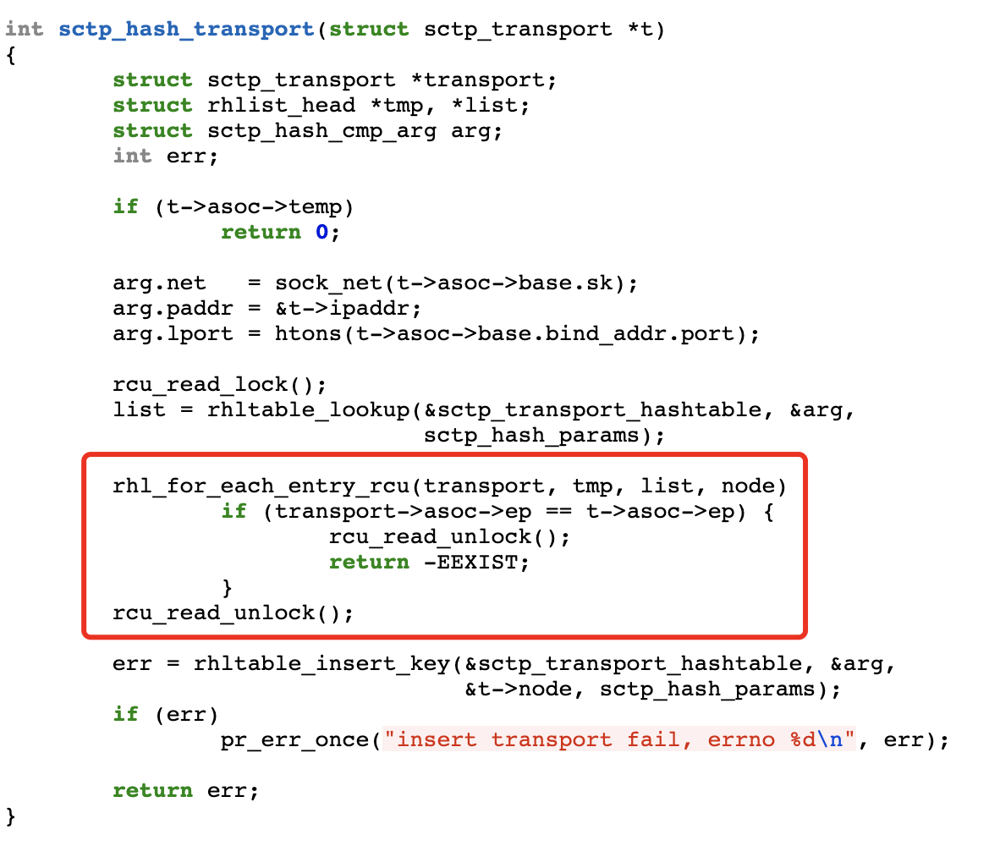 int sctp_hash_transport(struct sctp_transport *t)
{
        struct sctp_transport *transport;
        struct rhlist_head *tmp, *list;
        struct sctp_hash_cmp_arg arg;
        int err;

        if (t->asoc->temp)
                return 0;

        arg.net   = sock_net(t->asoc->base.sk);
        arg.paddr = &t->ipaddr;
        arg.lport = htons(t->asoc->base.bind_addr.port);

        rcu_read_lock();
        list = rhltable_lookup(&sctp_transport_hashtable, &arg,
                               sctp_hash_params);

        rhl_for_each_entry_rcu(transport, tmp, list, node)
                if (transport->asoc->ep == t->asoc->ep) {
                        rcu_read_unlock();
                        return -EEXIST;
                }
        rcu_read_unlock();

        err = rhltable_insert_key(&sctp_transport_hashtable, &arg,
                                  &t->node, sctp_hash_params);
        if (err)
                pr_err_once("insert transport fail, errno %d\n", err);

        return err;
}